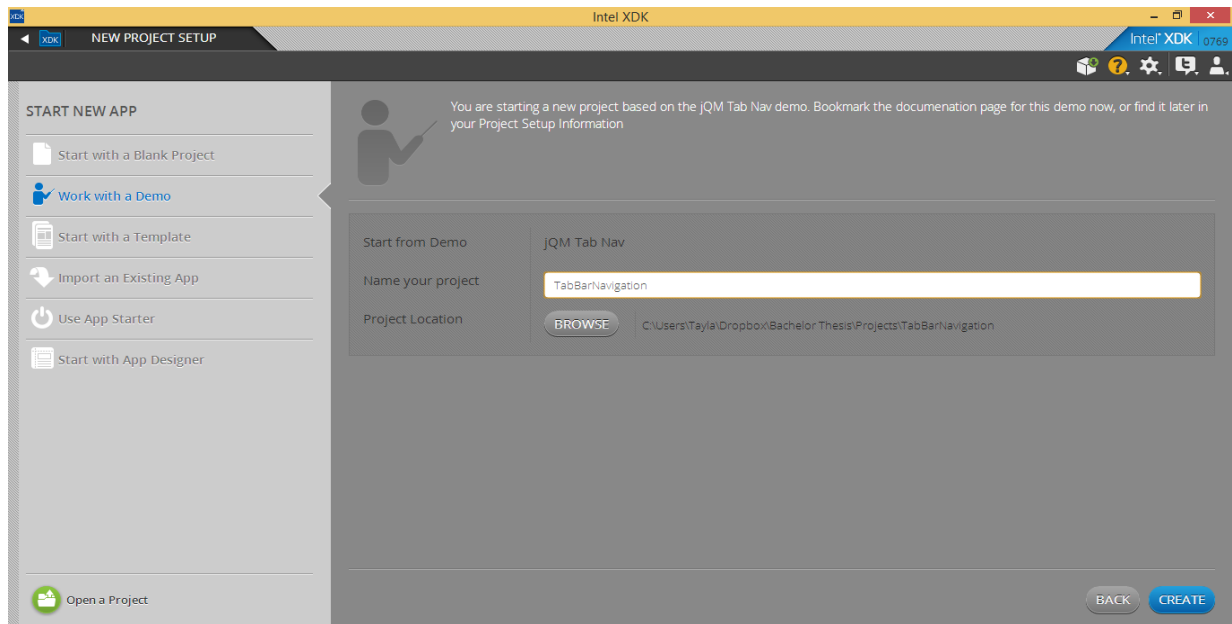 XDK
Intel XDK
XDK NEW PROJECT SETUP
Intel® XDK 0769
START NEW APP
Start with a Blank Project
Work with a Demo
Start with a Template
Import an Existing App
Use App Starter
Start with App Designer
Open a Project
You are starting a new project based on the jQM Tab Nav demo. Bookmark the documenation page for this demo now, or find it later in
your Project Setup Information
Start from Demo jQM Tab Nav
Name your project TabBarNavigation
Project Location BROWSE C:\Users\Tayla\Dropbox\Bachelor Thesis\Projects\TabBarNavigation
BACK CREATE